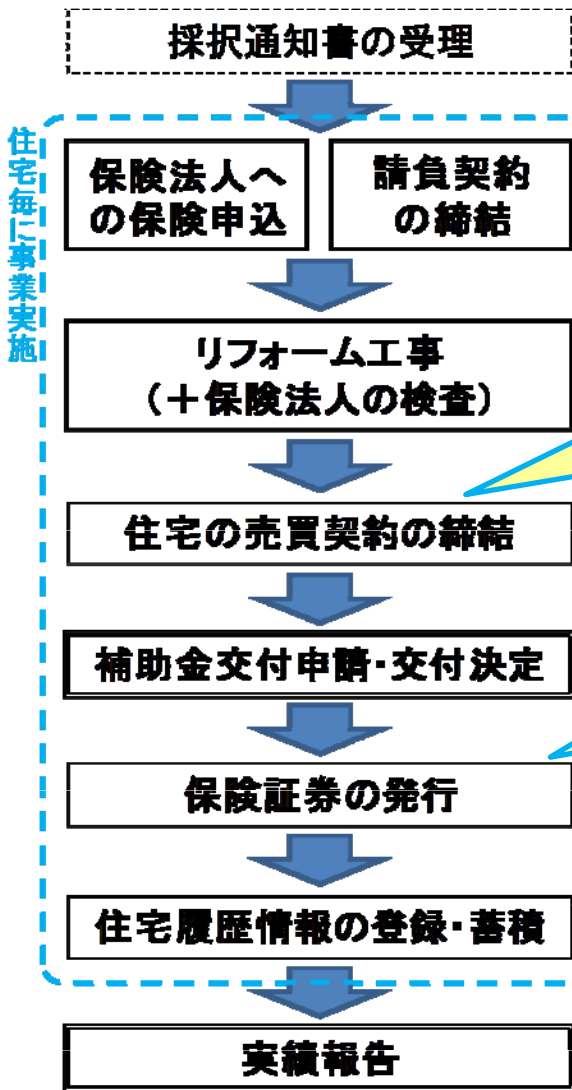 採択通知書の受理
住宅毎に事業実施
保険法人へ
の保険申込
請負契約
の締結
リフォーム工事
（＋保険法人の検査）
住宅の売買契約の締結
補助金交付申請・交付決定
保険証券の発行
住宅履歴情報の登録・蓄積
実績報告